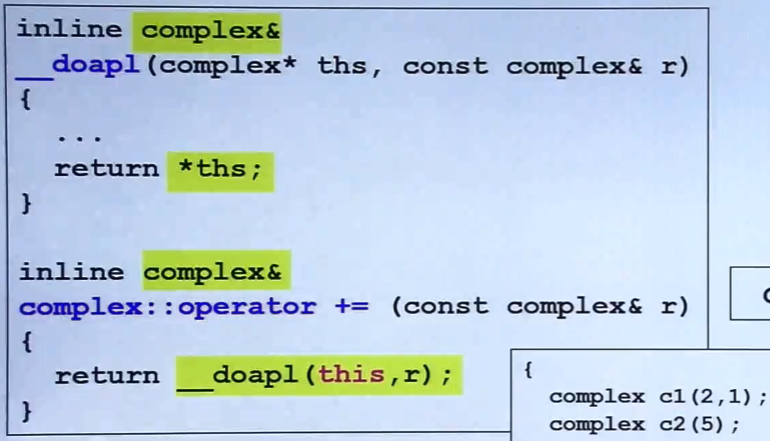 inline complex&
__doapl(complex* ths, const complex& r)
{
...
return *ths;
}
inline complex&
complex::operator += (const complex& r)
{
return __doapl(this,r);
}
{
complex c1(2,1);
complex c2(5);